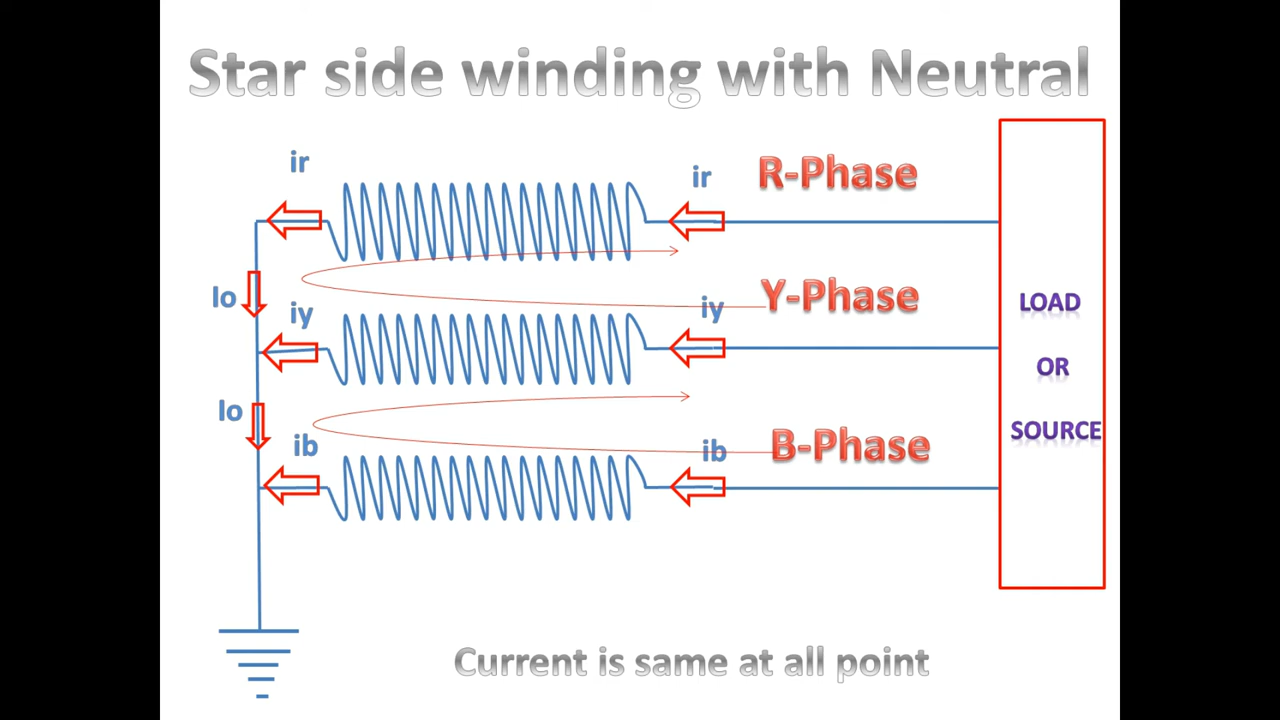 Star side winding with Neutral
ir
ir
R-Phase
Io
iy
iy
Y-Phase
LOAD
OR
SOURCE
Io
ib
ib
B-Phase
Current is same at all point